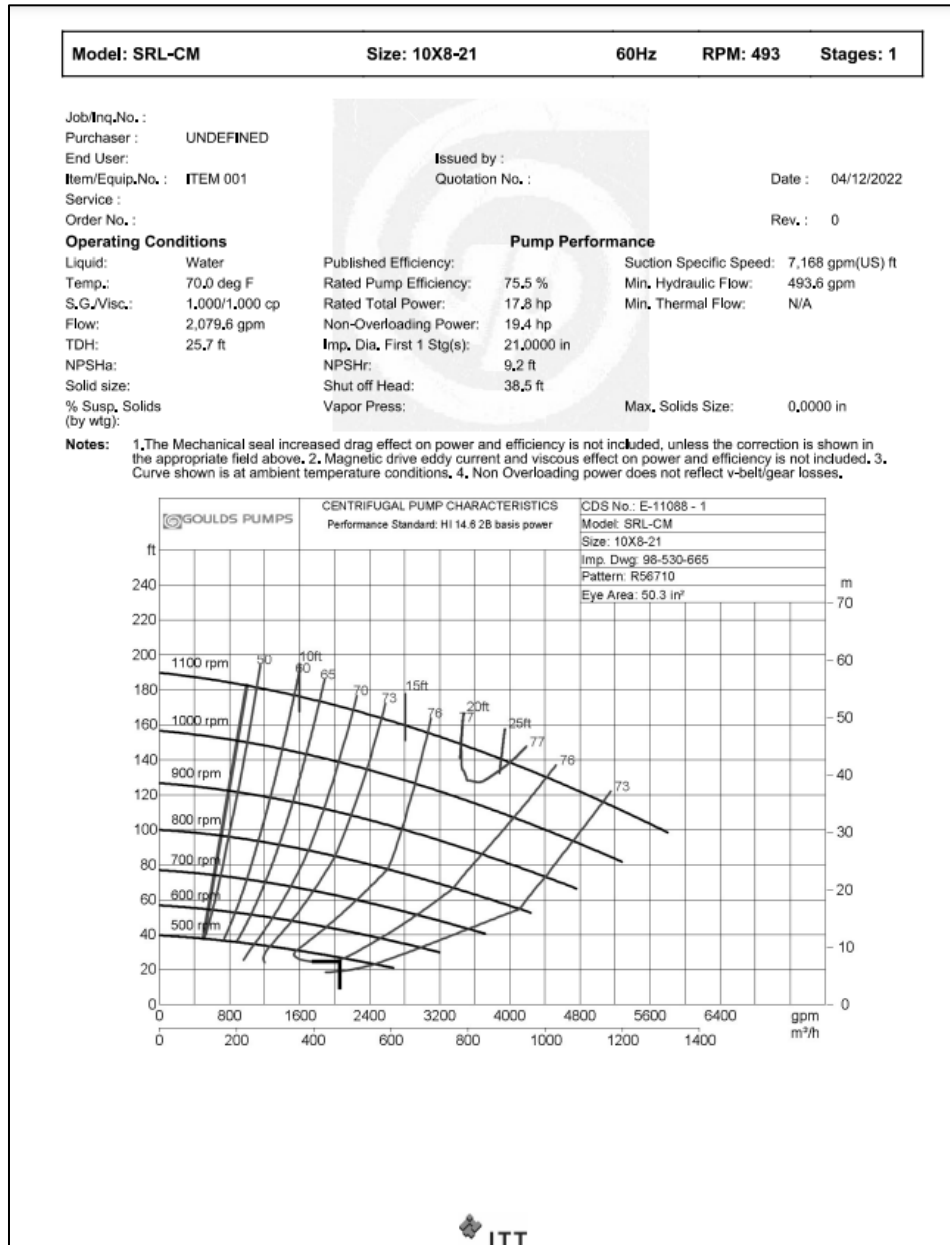 Model: SRL-CM Size: 10X8-21 60Hz RPM: 493 Stages: 1
Job/Inq.No. :
Purchaser : UNDEFINED
End User: Issued by :
Item/Equip.No. : ITEM 001 Quotation No. : Date : 04/12/2022
Service :
Order No. : Rev. : 0
Operating Conditions Pump Performance
Liquid: Water Published Efficiency: Suction Specific Speed: 7,168 gpm(US) ft
Temp.: 70.0 deg F Rated Pump Efficiency: 75.5 % Min. Hydraulic Flow: 493.6 gpm
S.G./Visc.: 1.000/1.000 cp Rated Total Power: 17.8 hp Min. Thermal Flow: N/A
Flow: 2,079.6 gpm Non-Overloading Power: 19.4 hp
TDH: 25.7 ft Imp. Dia. First 1 Stg(s): 21.0000 in
NPSHa: NPSHr: 9.2 ft
Solid size: Shut off Head: 38.5 ft
% Susp. Solids Vapor Press: Max. Solids Size: 0.0000 in
(by wtg):
Notes: 1.The Mechanical seal increased drag effect on power and efficiency is not included, unless the correction is shown in
the appropriate field above. 2. Magnetic drive eddy current and viscous effect on power and efficiency is not included. 3.
Curve shown is at ambient temperature conditions. 4. Non Overloading power does not reflect v-belt/gear losses.
GOULDS PUMPS CENTRIFUGAL PUMP CHARACTERISTICS CDS No.: E-11088 - 1
Performance Standard: HI 14.6 2B basis power Model: SRL-CM
Size: 10X8-21
Imp. Dwg: 98-530-665
Pattern: R56710
Eye Area: 50.3 in²
ft
m
240
70
220
200
60
180
160
50
140
40
120
100
30
80
20
60
40
10
20
0
0
1100 rpm
1000 rpm
900 rpm
800 rpm
700 rpm
600 rpm
500 rpm
50
10ft
60
65
70
73
15ft
76
20ft
77
25ft
77
76
73
0 800 1600 2400 3200 4000 4800 5600 6400 gpm
m³/h
0 200 400 600 800 1000 1200 1400
ITT